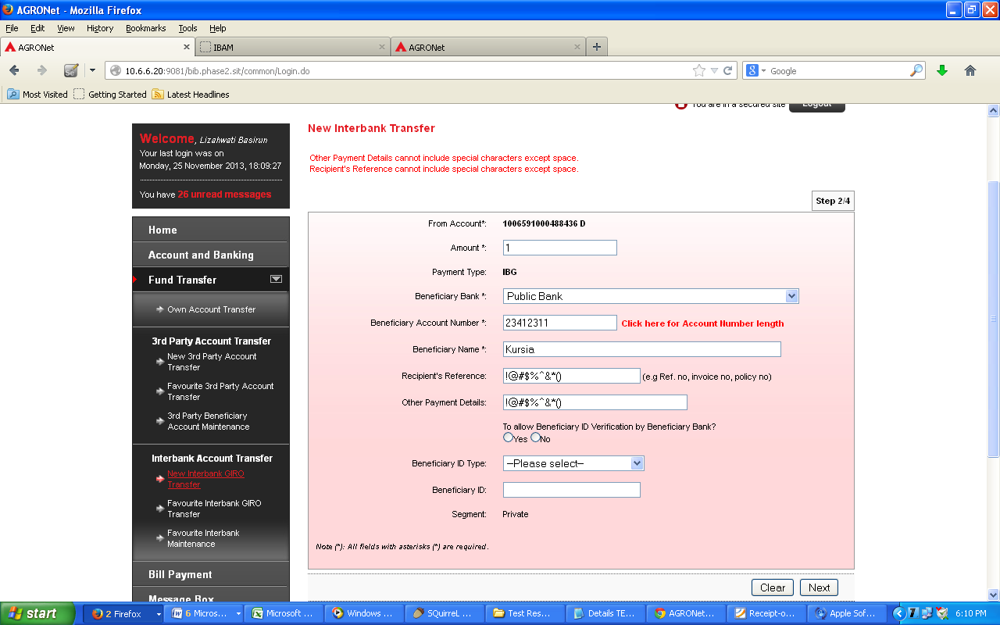 AGRONet - Mozilla Firefox
File Edit View History Bookmarks Tools Help
AGRONet
IBAM
AGRONet
10.6.6.20:9081/bib.phase2.sit/common/Login.do
Google
Most Visited Getting Started Latest Headlines
You are in a secured site Logout
Welcome, Lizahwati Basirun
Your last login was on
Monday, 25 November 2013, 18:09:27
You have 26 unread messages
Home
Account and Banking
Fund Transfer
Own Account Transfer
3rd Party Account Transfer
New 3rd Party Account
Transfer
Favourite 3rd Party Account
Transfer
3rd Party Beneficiary
Account Maintenance
Interbank Account Transfer
New Interbank GIRO
Transfer
Favourite Interbank GIRO
Transfer
Favourite Interbank
Maintenance
Bill Payment
Message Box
New Interbank Transfer
Other Payment Details cannot include special characters except space.
Recipient's Reference cannot include special characters except space.
Step 2/4
From Account*: 1006591000488436 D
Amount *: 1
Payment Type: IBG
Beneficiary Bank *: Public Bank
Beneficiary Account Number *: 23412311 Click here for Account Number length
Beneficiary Name *: Kursia
Recipient's Reference: !@#$%^&*() (e.g Ref. no, invoice no, policy no)
Other Payment Details: !@#$%^&*()
To allow Beneficiary ID Verification by Beneficiary Bank?
Yes No
Beneficiary ID Type: --Please select--
Beneficiary ID:
Segment: Private
Note (*): All fields with asterisks (*) are required.
Clear Next
start 2 Firefox 6 Micros... Microsoft ... Windows ... SQuirreL ... Test Res... Details TE... AGRONet... Receipt-o... Apple Sof... 6:10 PM